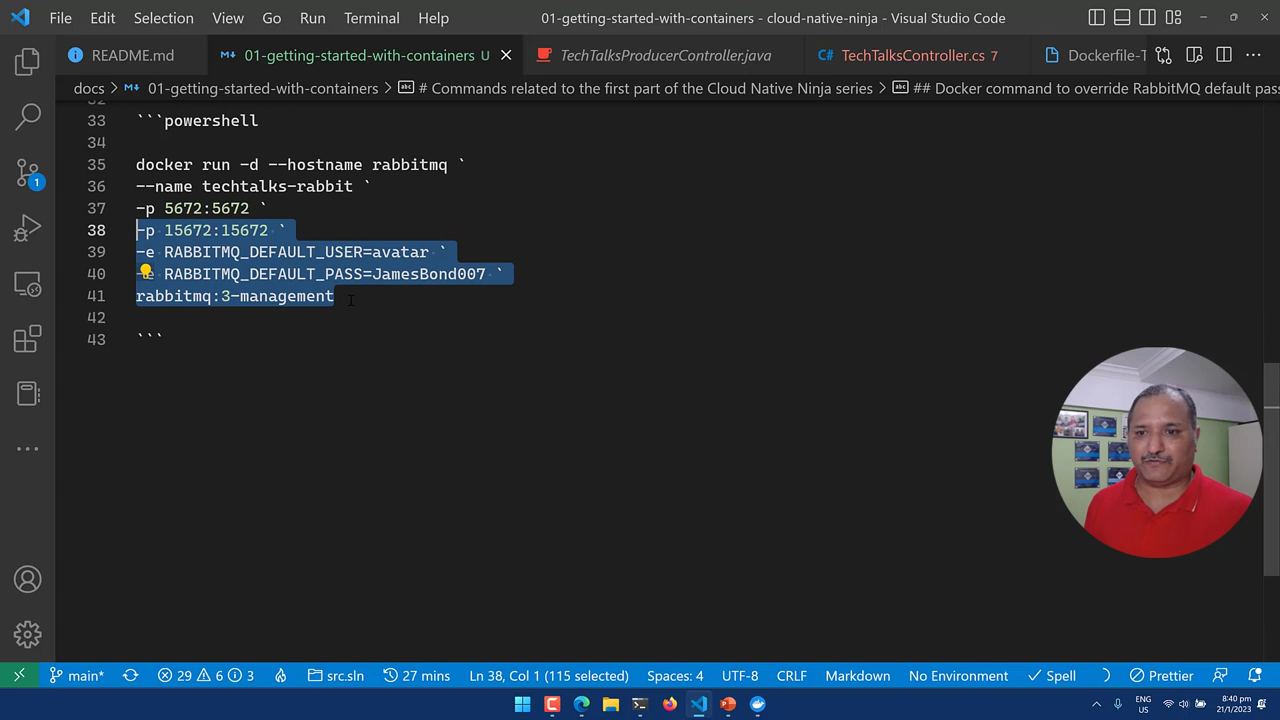 File Edit Selection View Go Run Terminal Help 01-getting-started-with-containers - cloud-native-ninja - Visual Studio Code
README.md 01-getting-started-with-containers U TechTalksProducerController.java TechTalksController.cs 7 Dockerfile-T
docs > 01-getting-started-with-containers > # Commands related to the first part of the Cloud Native Ninja series > ## Docker command to override RabbitMQ default pass
32
33 ```powershell
34
35 docker run -d --hostname rabbitmq `
36 --name techtalks-rabbit `
37 -p 5672:5672 `
38 -p 15672:15672 `
39 -e RABBITMQ_DEFAULT_USER=avatar `
40 -e RABBITMQ_DEFAULT_PASS=JamesBond007 `
41 rabbitmq:3-management
42
43 ```
1
main* 29 6 3 src.sln 27 mins Ln 38, Col 1 (115 selected) Spaces: 4 UTF-8 CRLF Markdown No Environment Spell Prettier
ENG US 8:40 pm 21/1/2023